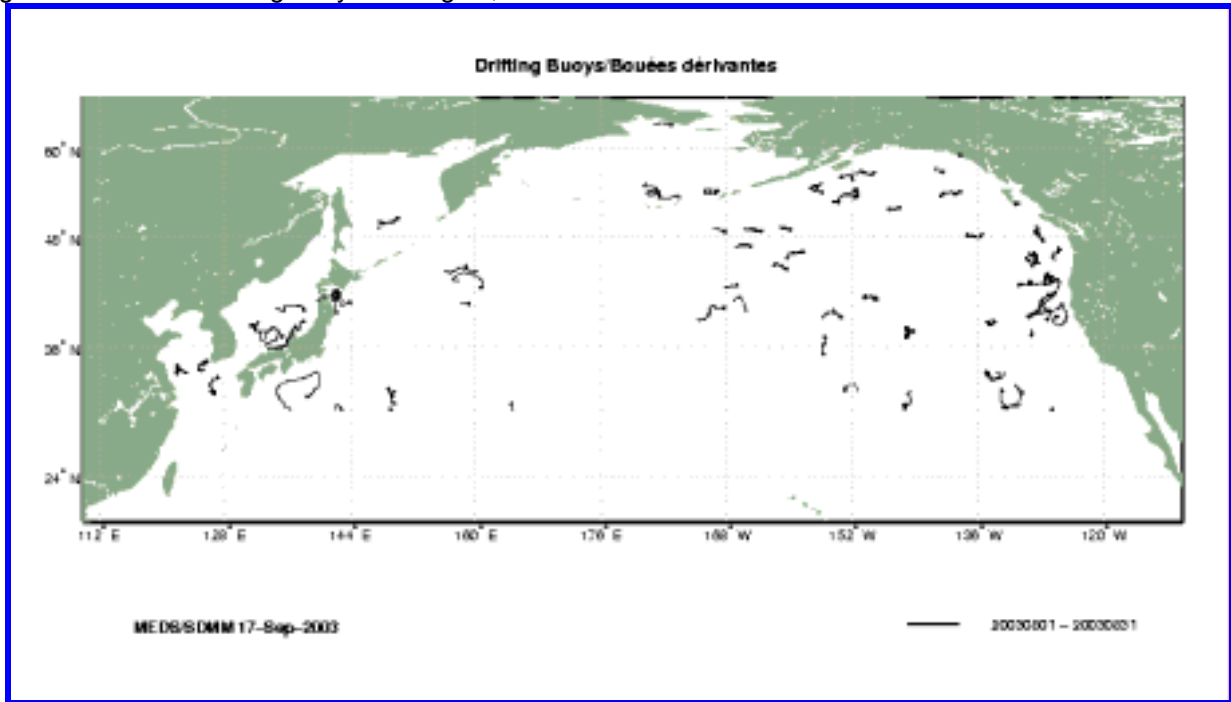 Drifting Buoys/Bouées dérivantes
60° N
48° N
36° N
24° N
112° E 128° E 144° E 160° E 176° E 168° W 152° W 136° W 120° W
MEDS/SDMM 17–Sep–2003
20030801 – 20030831